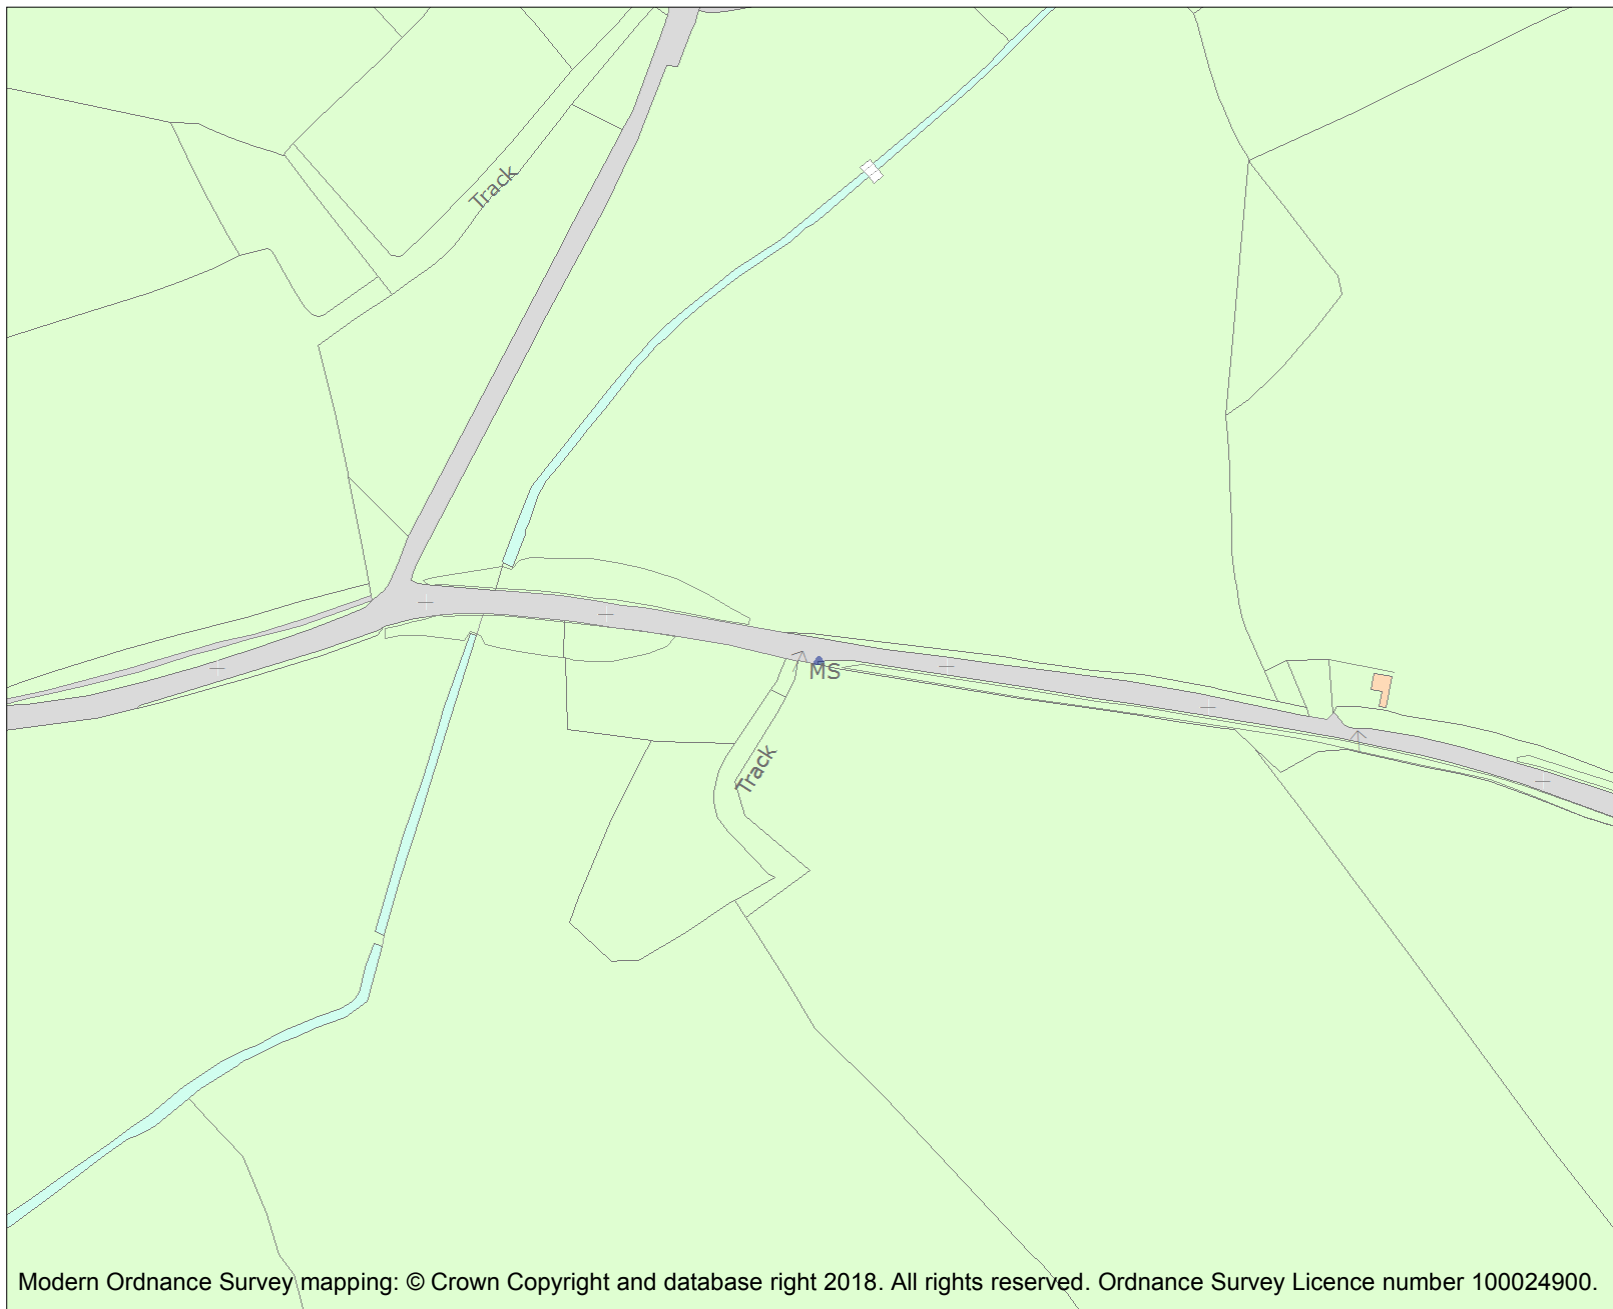 Track
MS
Track
Modern Ordnance Survey mapping: © Crown Copyright and database right 2018. All rights reserved. Ordnance Survey Licence number 100024900.